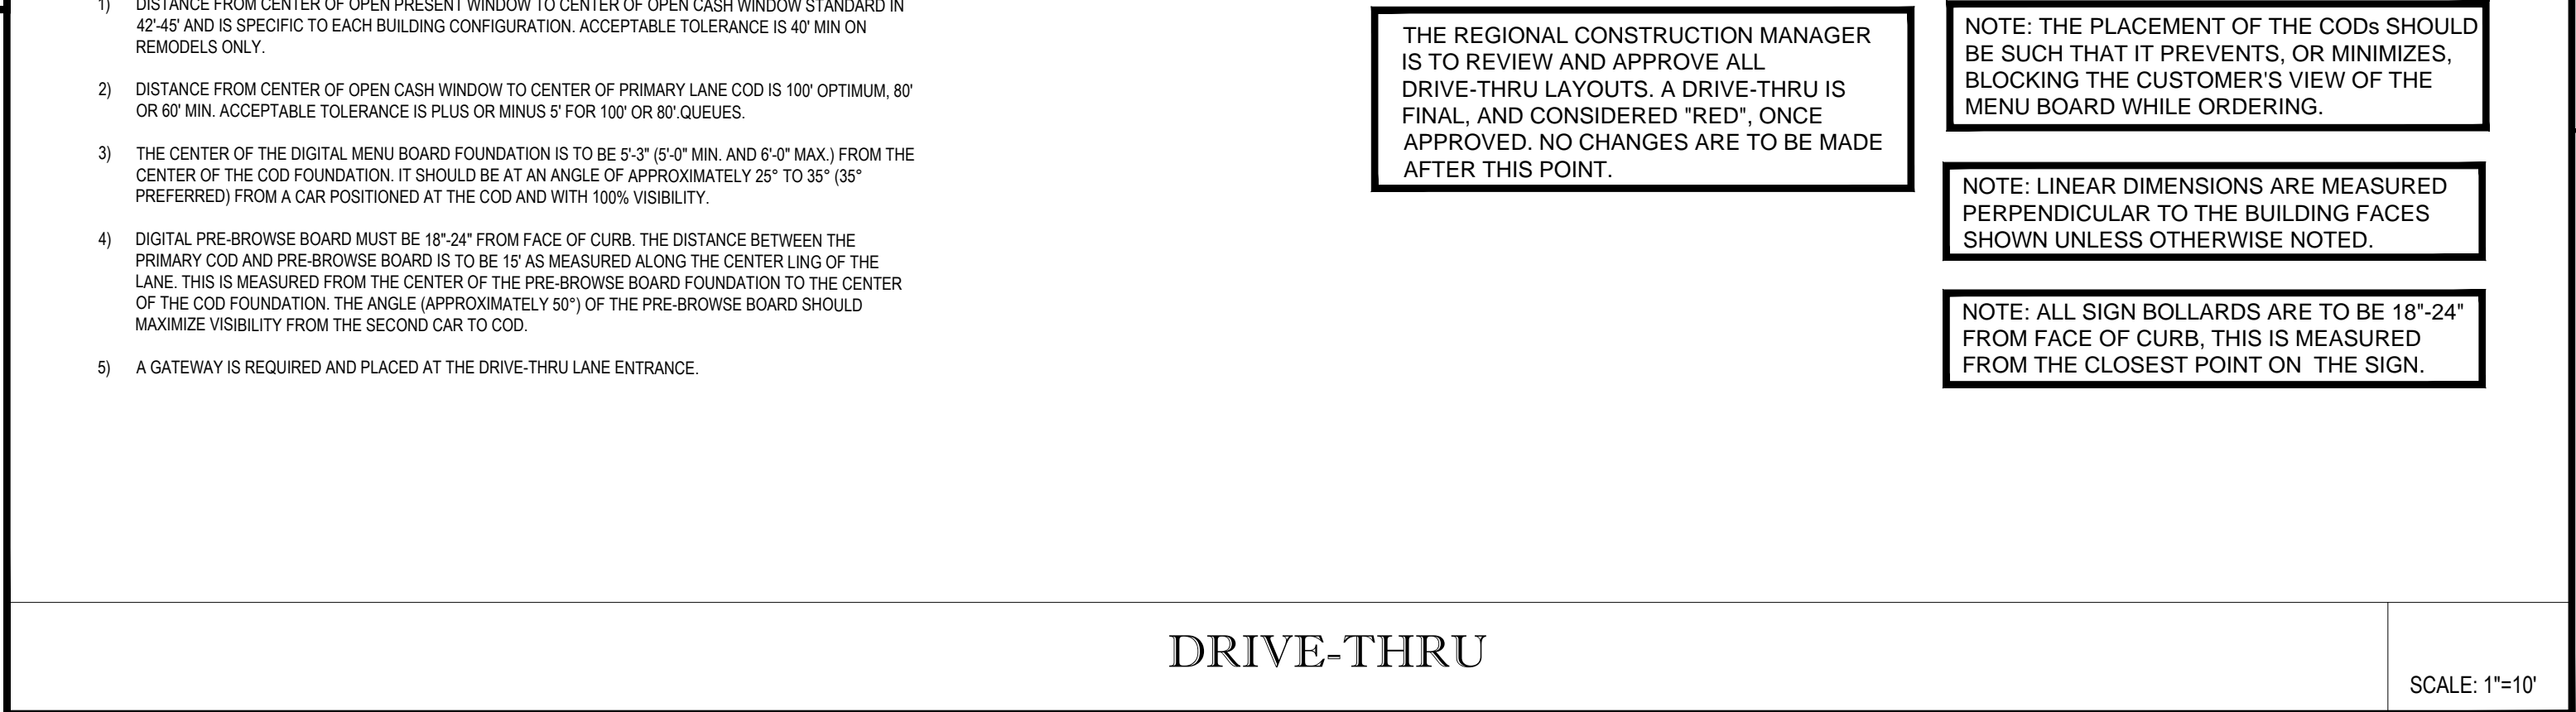 1) DISTANCE FROM CENTER OF OPEN PRESENT WINDOW TO CENTER OF OPEN CASH WINDOW STANDARD IN
42'-45' AND IS SPECIFIC TO EACH BUILDING CONFIGURATION. ACCEPTABLE TOLERANCE IS 40' MIN ON
REMODELS ONLY.
2) DISTANCE FROM CENTER OF OPEN CASH WINDOW TO CENTER OF PRIMARY LANE COD IS 100' OPTIMUM, 80'
OR 60' MIN. ACCEPTABLE TOLERANCE IS PLUS OR MINUS 5' FOR 100' OR 80'.QUEUES.
3) THE CENTER OF THE DIGITAL MENU BOARD FOUNDATION IS TO BE 5'-3" (5'-0" MIN. AND 6'-0" MAX.) FROM THE
CENTER OF THE COD FOUNDATION. IT SHOULD BE AT AN ANGLE OF APPROXIMATELY 25° TO 35° (35°
PREFERRED) FROM A CAR POSITIONED AT THE COD AND WITH 100% VISIBILITY.
4) DIGITAL PRE-BROWSE BOARD MUST BE 18"-24" FROM FACE OF CURB. THE DISTANCE BETWEEN THE
PRIMARY COD AND PRE-BROWSE BOARD IS TO BE 15' AS MEASURED ALONG THE CENTER LING OF THE
LANE. THIS IS MEASURED FROM THE CENTER OF THE PRE-BROWSE BOARD FOUNDATION TO THE CENTER
OF THE COD FOUNDATION. THE ANGLE (APPROXIMATELY 50°) OF THE PRE-BROWSE BOARD SHOULD
MAXIMIZE VISIBILITY FROM THE SECOND CAR TO COD.
5) A GATEWAY IS REQUIRED AND PLACED AT THE DRIVE-THRU LANE ENTRANCE.
THE REGIONAL CONSTRUCTION MANAGER
IS TO REVIEW AND APPROVE ALL
DRIVE-THRU LAYOUTS. A DRIVE-THRU IS
FINAL, AND CONSIDERED "RED", ONCE
APPROVED. NO CHANGES ARE TO BE MADE
AFTER THIS POINT.
NOTE: THE PLACEMENT OF THE CODs SHOULD
BE SUCH THAT IT PREVENTS, OR MINIMIZES,
BLOCKING THE CUSTOMER'S VIEW OF THE
MENU BOARD WHILE ORDERING.
NOTE: LINEAR DIMENSIONS ARE MEASURED
PERPENDICULAR TO THE BUILDING FACES
SHOWN UNLESS OTHERWISE NOTED.
NOTE: ALL SIGN BOLLARDS ARE TO BE 18"-24"
FROM FACE OF CURB, THIS IS MEASURED
FROM THE CLOSEST POINT ON THE SIGN.
DRIVE-THRU
SCALE: 1"=10'